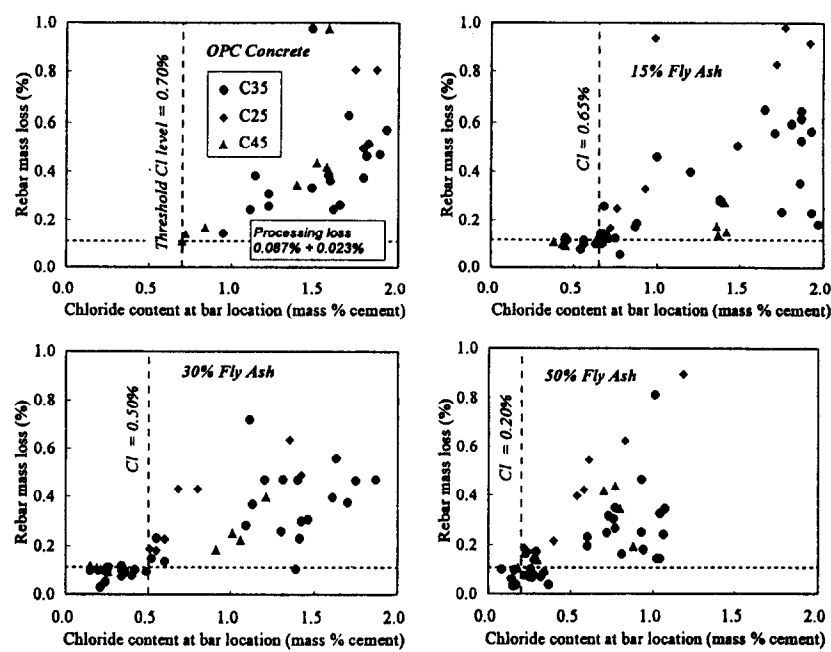 1.0
0.8
0.6
0.4
0.2
0.0
Rebar mass loss (%)
Threshold Cl level = 0.70%
OPC Concrete
C35
C25
C45
Processing loss
0.087% + 0.023%
0.0 0.5 1.0 1.5 2.0
Chloride content at bar location (mass % cement)
1.0
0.8
0.6
0.4
0.2
0.0
Rebar mass loss (%)
Cl = 0.65%
15% Fly Ash
0.0 0.5 1.0 1.5 2.0
Chloride content at bar location (mass % cement)
1.0
0.8
0.6
0.4
0.2
0.0
Rebar mass loss (%)
Cl = 0.50%
30% Fly Ash
0.0 0.5 1.0 1.5 2.0
Chloride content at bar location (mass % cement)
1.0
0.8
0.6
0.4
0.2
0.0
Rebar mass loss (%)
Cl = 0.20%
50% Fly Ash
0.0 0.5 1.0 1.5 2.0
Chloride content at bar location (mass % cement)